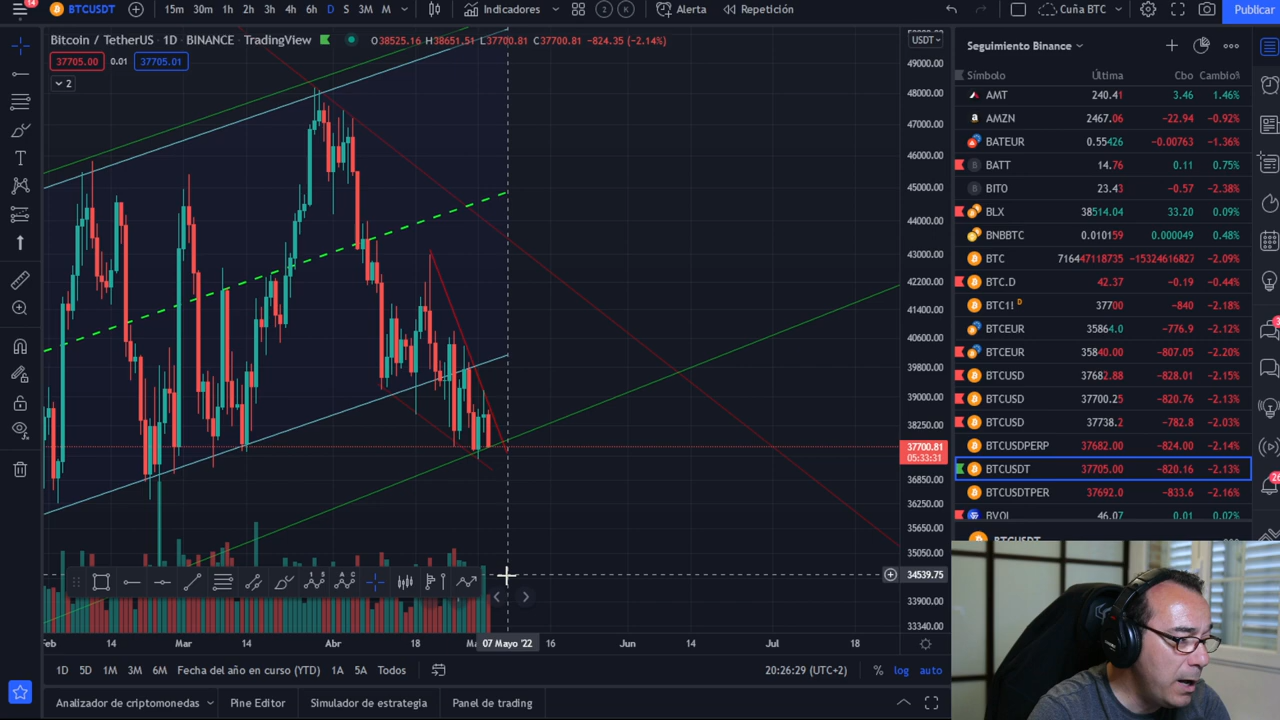 14
BTCUSDT
15m 30m 1h 2h 3h 4h 6h D S 3M M
Indicadores
2 K
Alerta
Repetición
Cuña BTC
Publicar
Bitcoin / TetherUS · 1D · BINANCE · TradingView
O38525.16 H38651.51 L37700.81 C37700.81 -824.35 (-2.14%)
USDT
37705.00 0.01 37705.01
2
49000.00
48000.00
47000.00
46000.00
45000.00
44000.00
43000.00
42200.00
41400.00
40600.00
39800.00
39000.00
38250.00
37700.81
05:33:31
36850.00
36250.00
35650.00
35050.00
34539.75
33900.00
33340.00
Feb 14 Mar 14 Abr 18 07 Mayo '22 16 Jun 14 Jul 18
1D 5D 1M 3M 6M Fecha del año en curso (YTD) 1A 5A Todos
20:26:29 (UTC+2) % log auto
Analizador de criptomonedas Pine Editor Simulador de estrategia Panel de trading
Seguimiento Binance
Símbolo Última Cbo Cambio%
AMT 240.41 3.46 1.46%
AMZN 2467.06 -22.94 -0.92%
BATEUR 0.55426 -0.00763 -1.36%
BATT 14.76 0.11 0.75%
BITO 23.43 -0.57 -2.38%
BLX 38514.04 33.20 0.09%
BNBBTC 0.010159 0.000049 0.48%
BTC 71647118735 -15324616827 -2.09%
BTC.D 42.37 -0.19 -0.44%
BTC1! D 37700 -840 -2.18%
BTCEUR 35864.0 -776.9 -2.12%
BTCEUR 35840.00 -807.05 -2.20%
BTCUSD 37682.88 -828.01 -2.15%
BTCUSD 37700.25 -820.76 -2.13%
BTCUSD 37738.2 -782.8 -2.03%
BTCUSDPERP 37682.00 -824.0 -2.14%
BTCUSDT 37705.00 -820.16 -2.13%
BTCUSDTPER 37692.0 -833.6 -2.16%
BVOL 46.07 0.01 0.02%
BTCUSDT